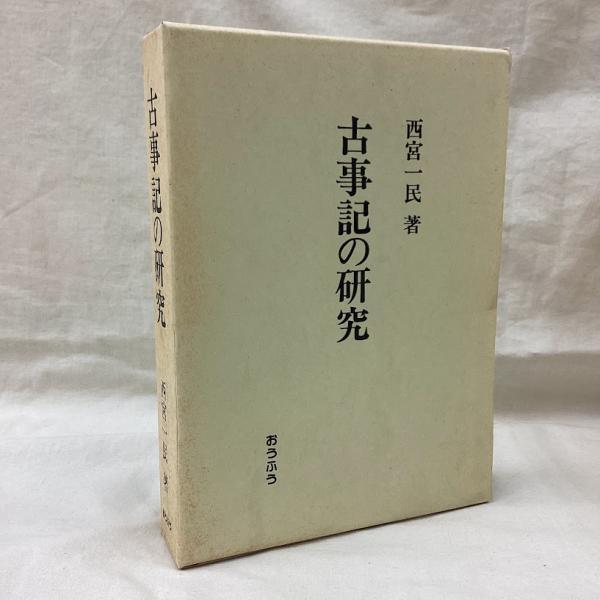 西宮一民 著
古事記の研究
おうふう
古事記の研究
西宮一民 著